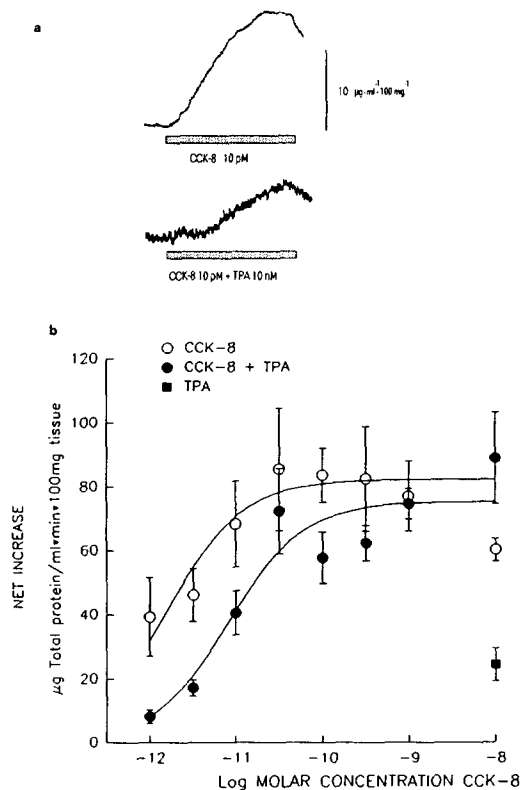 a
10 µg·ml⁻¹·100 mg⁻¹
CCK-8 10 pM
CCK-8 10 pM + TPA 10 nM
b
CCK-8
CCK-8 + TPA
TPA
NET INCREASE
µg Total protein/ml*min*100mg tissue
120
100
80
60
40
20
0
-12 -11 -10 -9 -8
Log MOLAR CONCENTRATION CCK-8